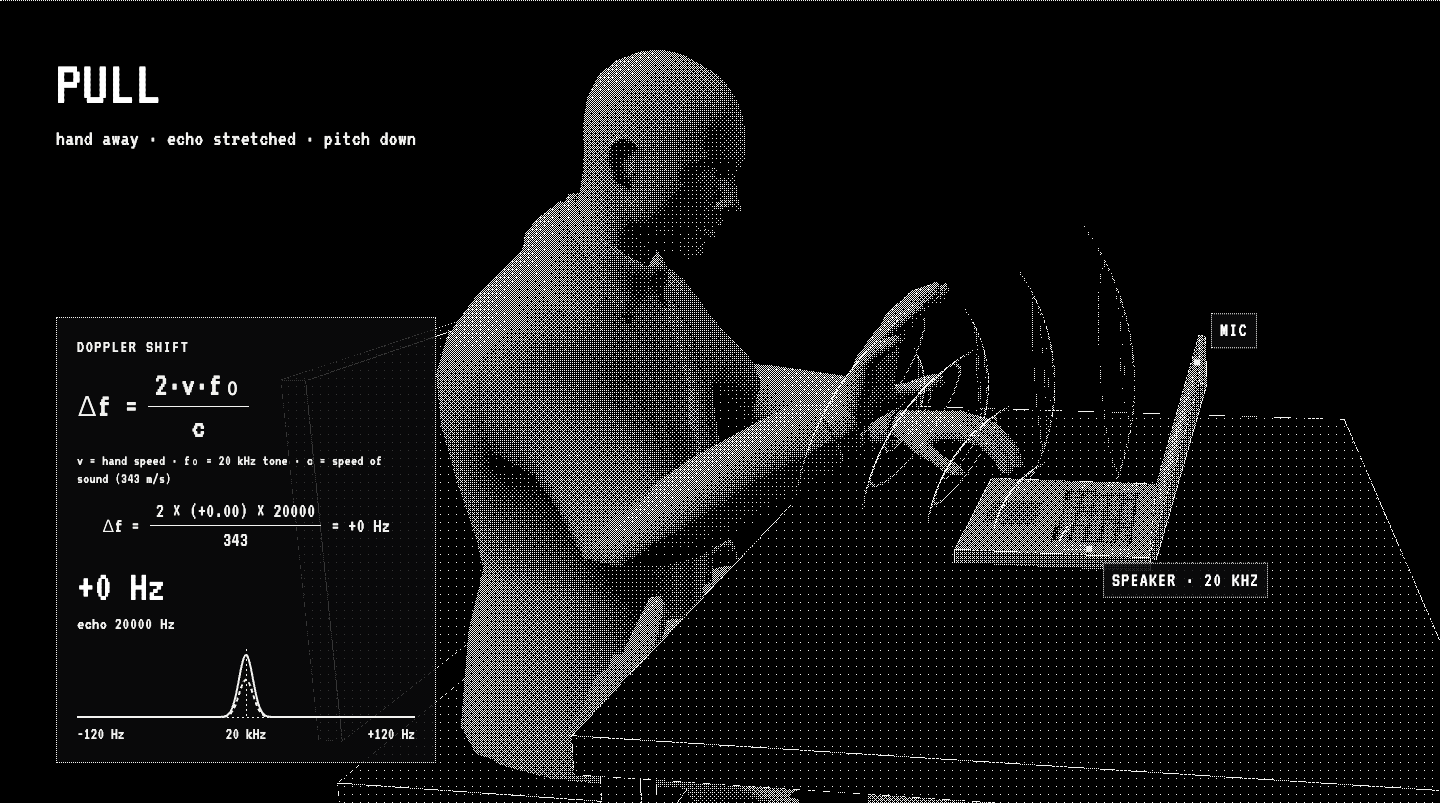 PULL
hand away · echo stretched · pitch down
MIC
DOPPLER SHIFT
Δf = 2·v·f₀
c
v = hand speed · f₀ = 20 kHz tone · c = speed of
sound (343 m/s)
Δf = 2 X (+0.00) X 20000 = +0 Hz
343
+0 Hz
echo 20000 Hz
-120 Hz 20 kHz +120 Hz
SPEAKER · 20 KHZ